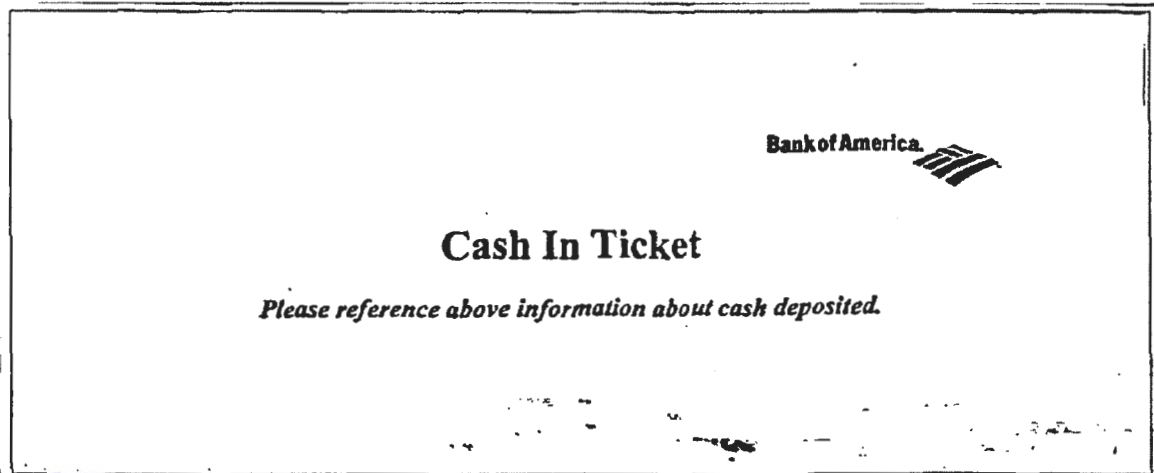 Bank of America.
Cash In Ticket
Please reference above information about cash deposited.